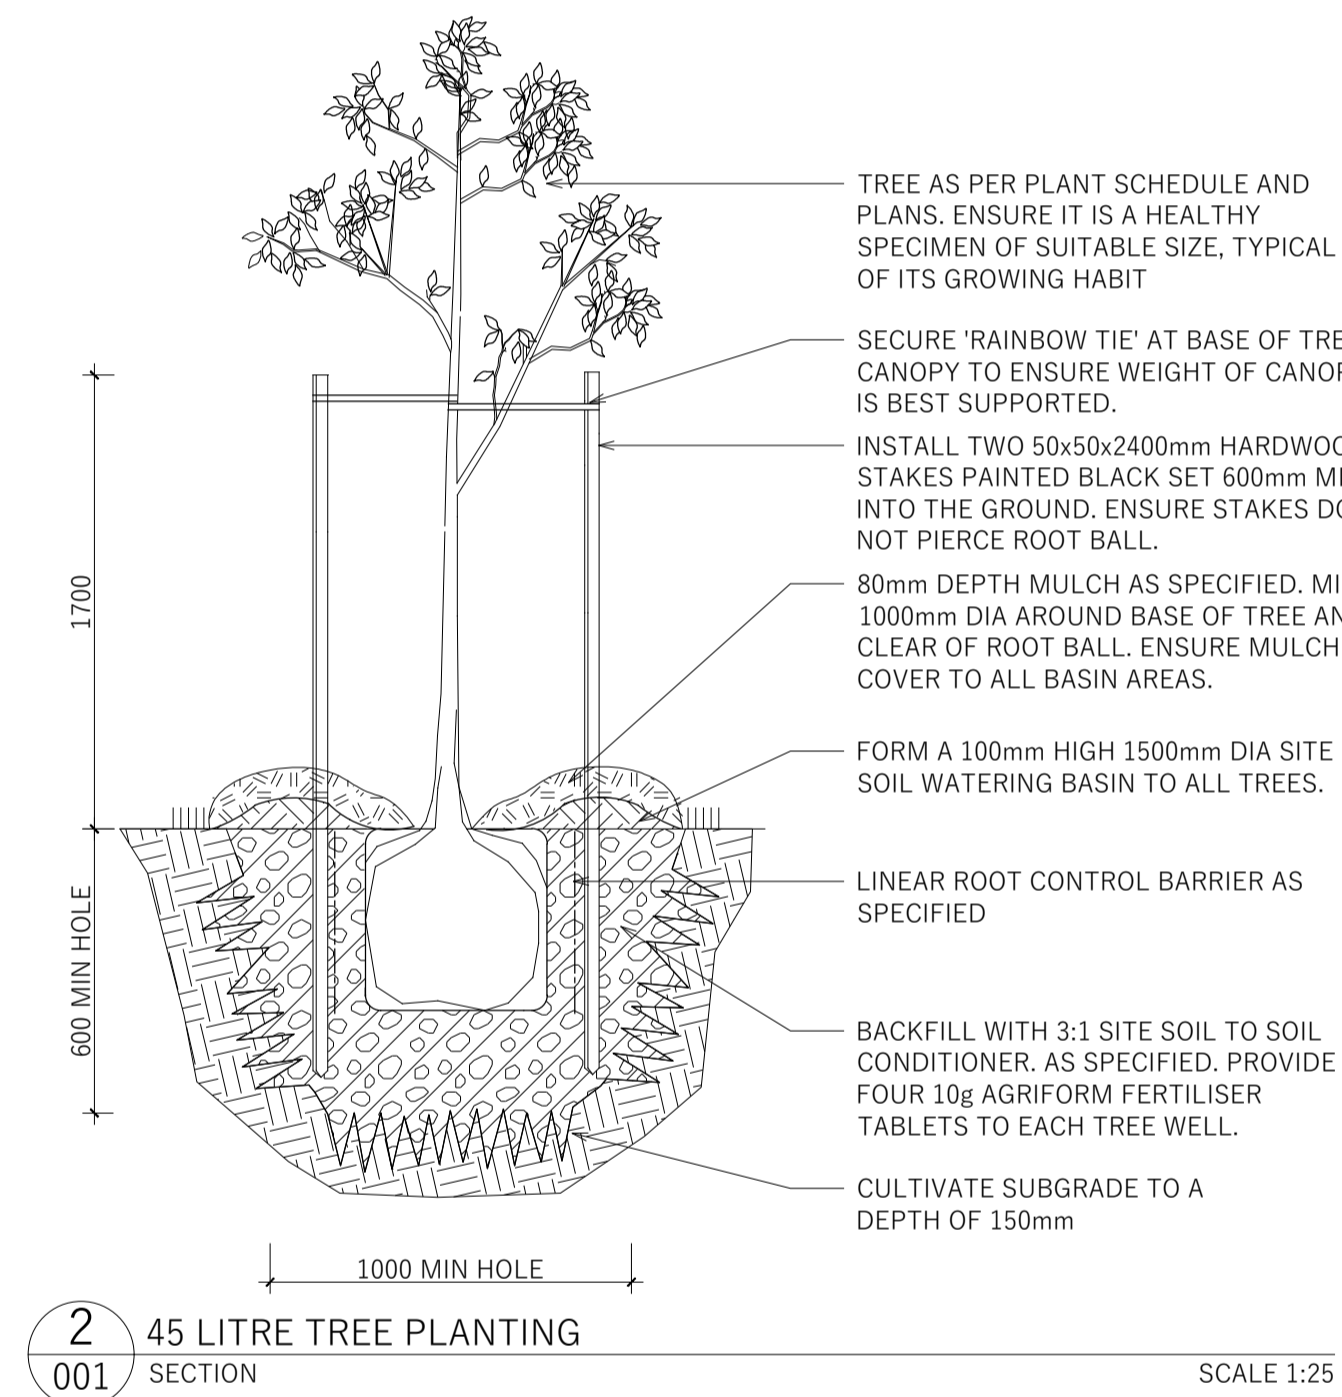 TREE AS PER PLANT SCHEDULE AND
PLANS. ENSURE IT IS A HEALTHY
SPECIMEN OF SUITABLE SIZE, TYPICAL
OF ITS GROWING HABIT
SECURE 'RAINBOW TIE' AT BASE OF TRE
CANOPY TO ENSURE WEIGHT OF CANOP
IS BEST SUPPORTED.
INSTALL TWO 50x50x2400mm HARDWOO
STAKES PAINTED BLACK SET 600mm MI
INTO THE GROUND. ENSURE STAKES DO
NOT PIERCE ROOT BALL.
80mm DEPTH MULCH AS SPECIFIED. MI
1000mm DIA AROUND BASE OF TREE AN
CLEAR OF ROOT BALL. ENSURE MULCH
COVER TO ALL BASIN AREAS.
FORM A 100mm HIGH 1500mm DIA SITE
SOIL WATERING BASIN TO ALL TREES.
LINEAR ROOT CONTROL BARRIER AS
SPECIFIED
BACKFILL WITH 3:1 SITE SOIL TO SOIL
CONDITIONER. AS SPECIFIED. PROVIDE
FOUR 10g AGRIFORM FERTILISER
TABLETS TO EACH TREE WELL.
CULTIVATE SUBGRADE TO A
DEPTH OF 150mm
1700
600 MIN HOLE
1000 MIN HOLE
2
001
45 LITRE TREE PLANTING
SECTION
SCALE 1:25